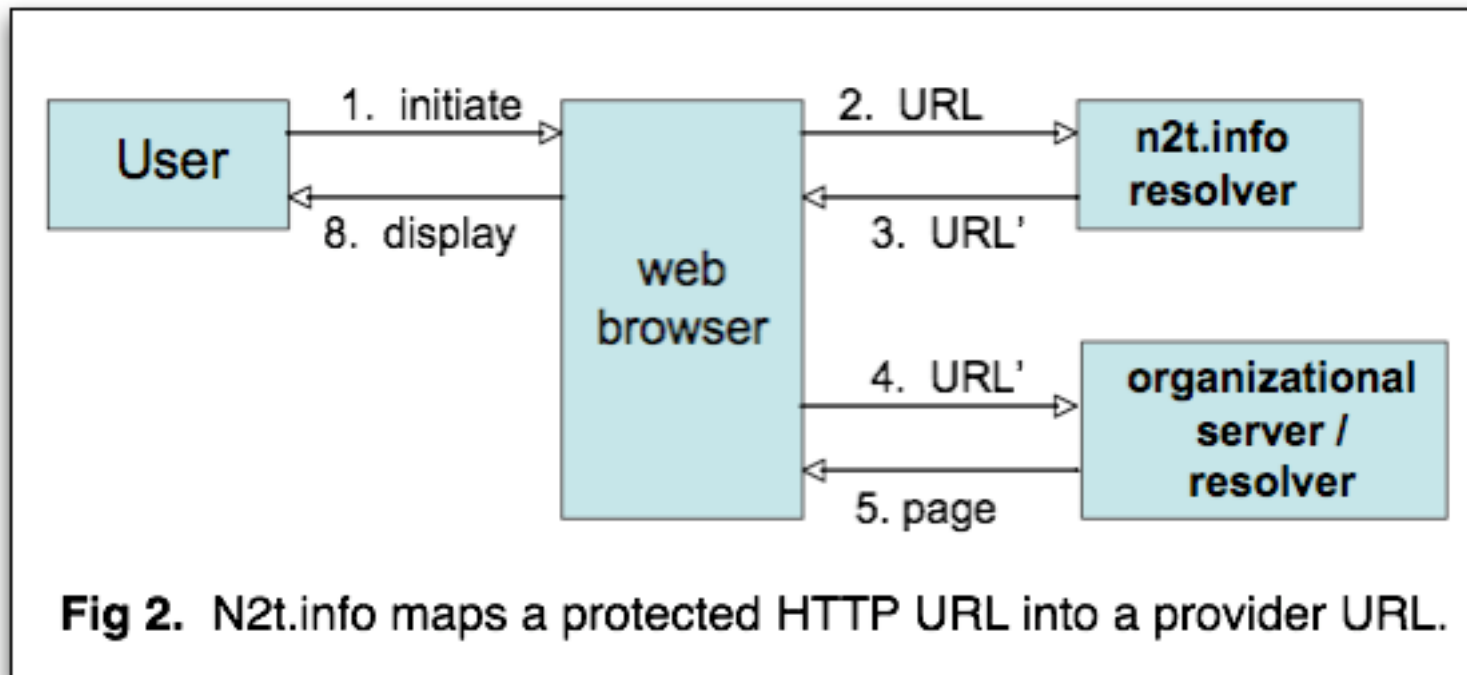 User
1. initiate
8. display
web
browser
2. URL
3. URL'
n2t.info
resolver
4. URL'
5. page
organizational
server /
resolver
Fig 2. N2t.info maps a protected HTTP URL into a provider URL.